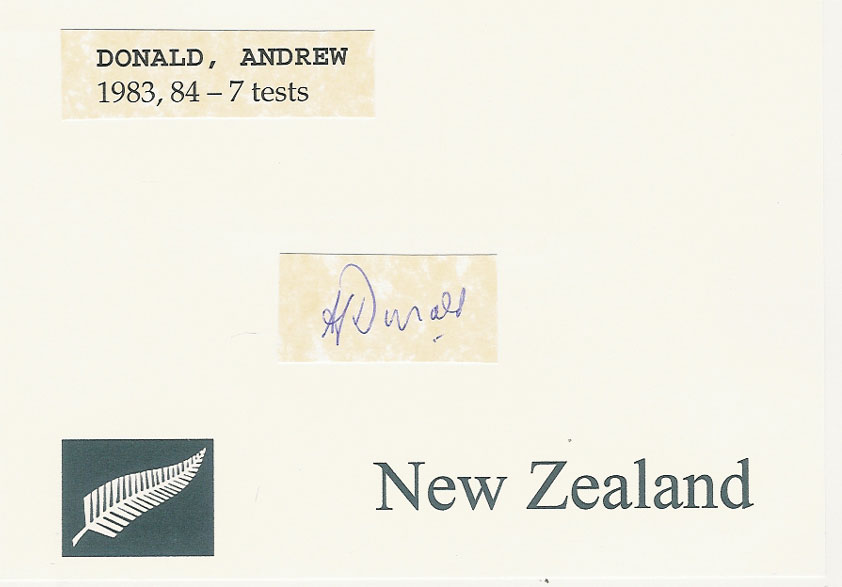 DONALD, ANDREW
1983, 84 – 7 tests
A Donald
New Zealand